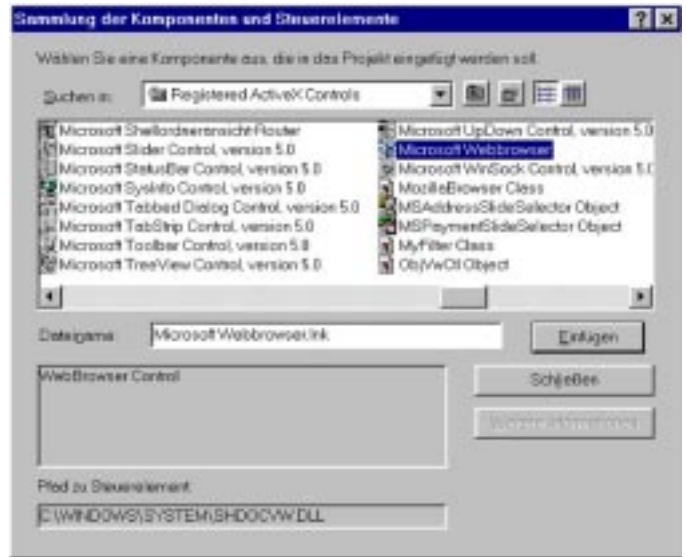 Sammlung der Komponenten und Steuerelemente
Wählen Sie eine Komponente aus, die in das Projekt eingefügt werden soll:
Suchen in:
Registered ActiveX Controls
Microsoft Shellordneransicht-Router
Microsoft Slider Control, version 5.0
Microsoft StatusBar Control, version 5.0
Microsoft SysInfo Control, version 5.0
Microsoft Tabbed Dialog Control, version 5.0
Microsoft TabStrip Control, version 5.0
Microsoft Toolbar Control, version 5.0
Microsoft TreeView Control, version 5.0
Microsoft UpDown Control, version 5.0
Microsoft Webbrowser
Microsoft WinSock Control, version 5.0
MozillaBrowser Class
MSAddressSlideSelector Object
MSPaymentSlideSelector Object
MyFilter Class
ObjVwCtl Object
Dateiname:
Microsoft Webbrowser.lnk
Einfügen
WebBrowser Control
Schließen
Weitere Informationen
Pfad zu Steuerelement:
C:\WINDOWS\SYSTEM\SHDOCVW.DLL